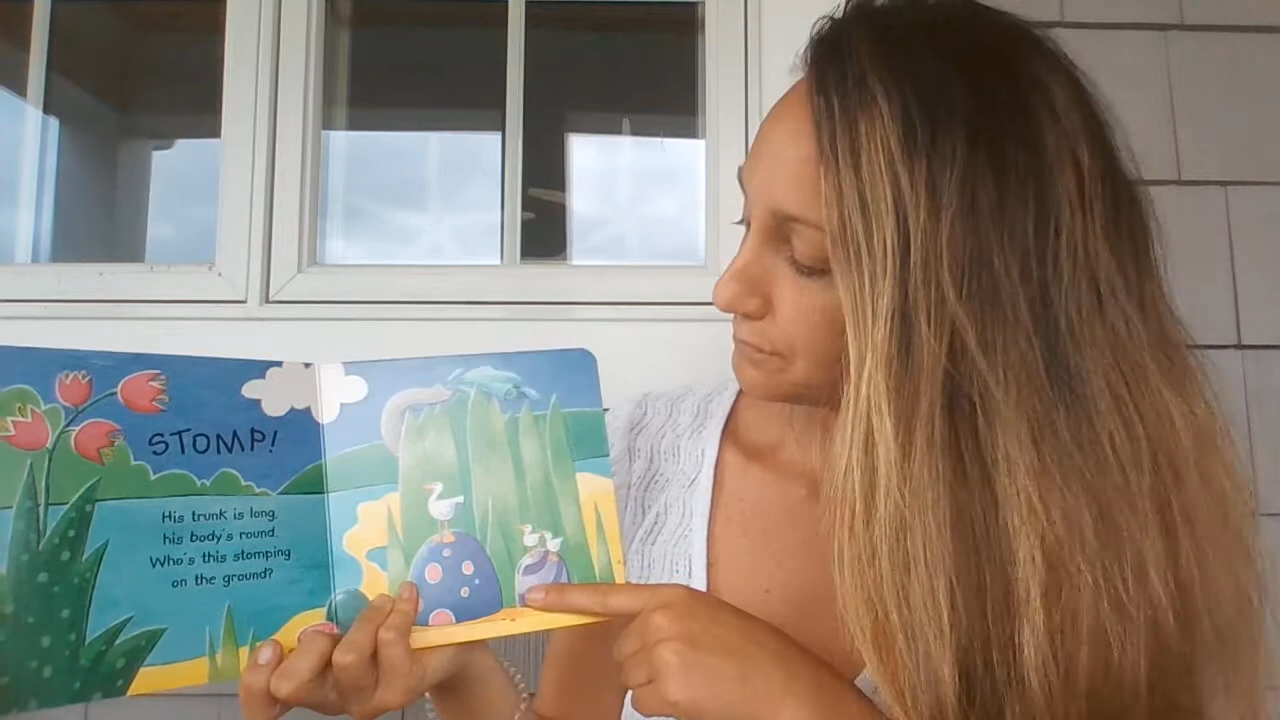 STOMP!
His trunk is long,
his body's round.
Who's this stomping
on the ground?